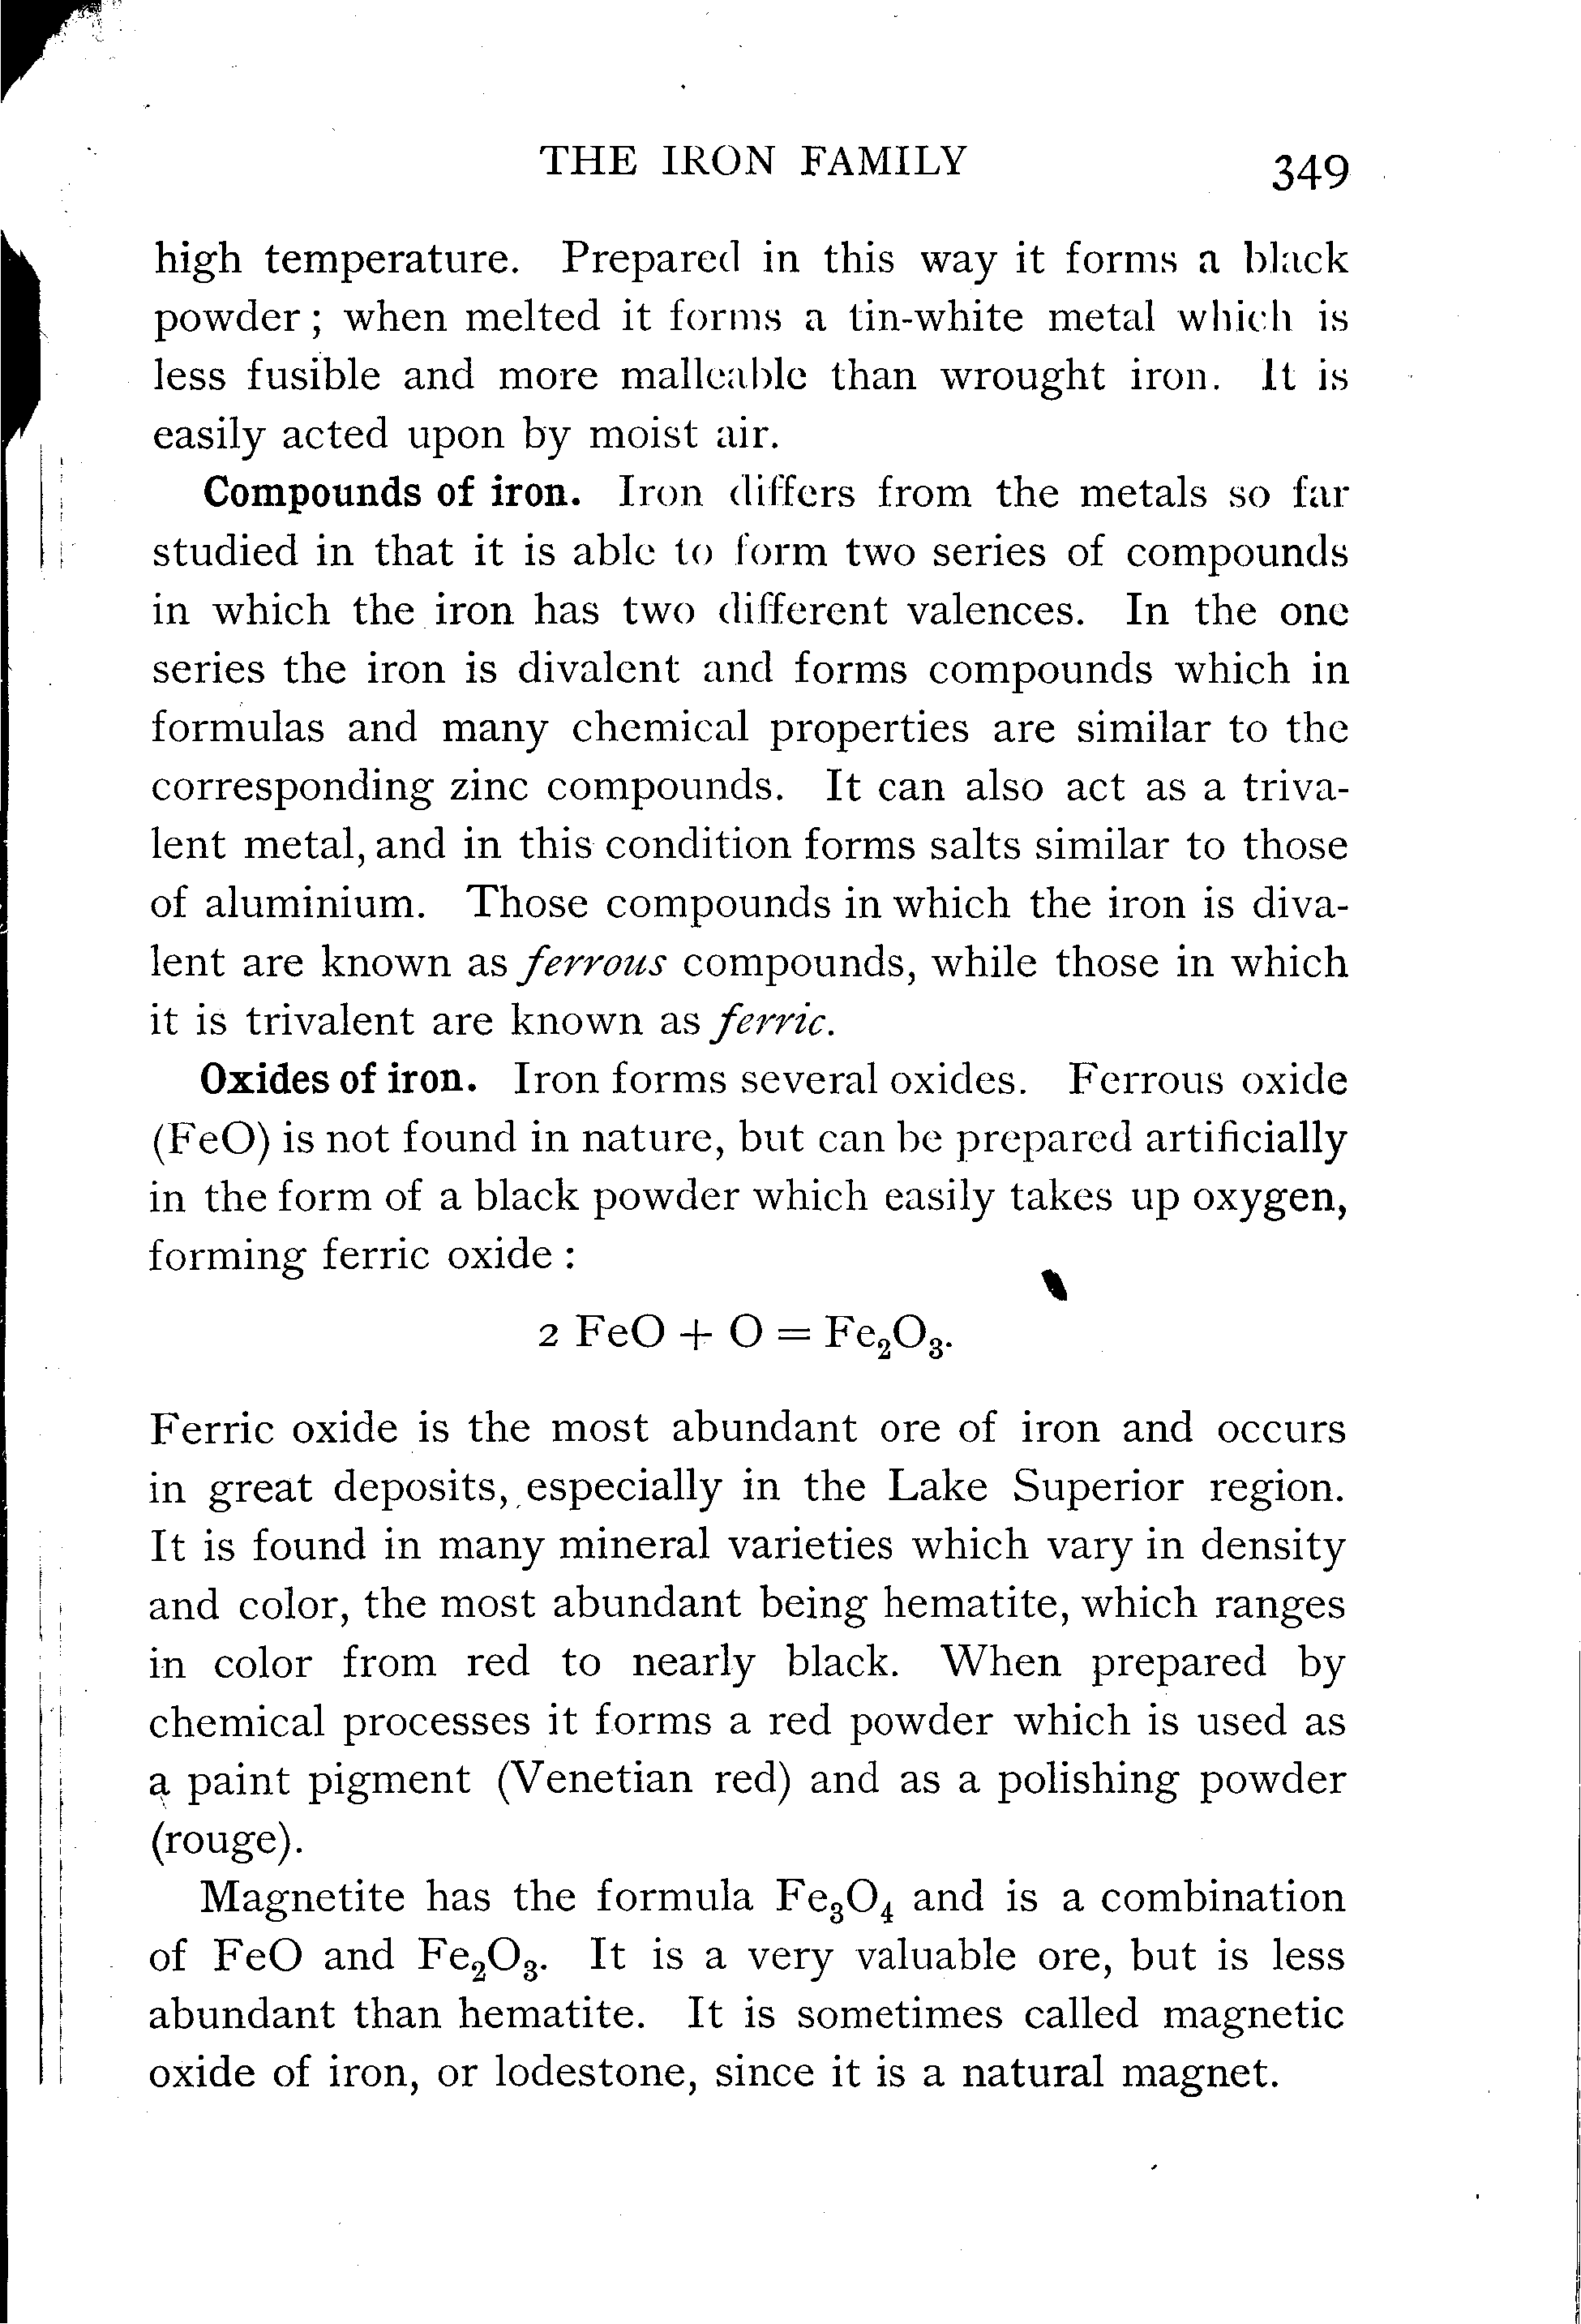 THE IRON FAMILY 349
high temperature. Prepared in this way it forms a black
powder; when melted it forms a tin-white metal which is
less fusible and more malleable than wrought iron. It is
easily acted upon by moist air.
Compounds of iron. Iron differs from the metals so far
studied in that it is able to form two series of compounds
in which the iron has two different valences. In the one
series the iron is divalent and forms compounds which in
formulas and many chemical properties are similar to the
corresponding zinc compounds. It can also act as a triva-
lent metal, and in this condition forms salts similar to those
of aluminium. Those compounds in which the iron is diva-
lent are known as ferrous compounds, while those in which
it is trivalent are known as ferric.
Oxides of iron. Iron forms several oxides. Ferrous oxide
(FeO) is not found in nature, but can be prepared artificially
in the form of a black powder which easily takes up oxygen,
forming ferric oxide:
2 FeO + O = Fe₂O₃.
Ferric oxide is the most abundant ore of iron and occurs
in great deposits, especially in the Lake Superior region.
It is found in many mineral varieties which vary in density
and color, the most abundant being hematite, which ranges
in color from red to nearly black. When prepared by
chemical processes it forms a red powder which is used as
a paint pigment (Venetian red) and as a polishing powder
(rouge).
Magnetite has the formula Fe₃O₄ and is a combination
of FeO and Fe₂O₃. It is a very valuable ore, but is less
abundant than hematite. It is sometimes called magnetic
oxide of iron, or lodestone, since it is a natural magnet.